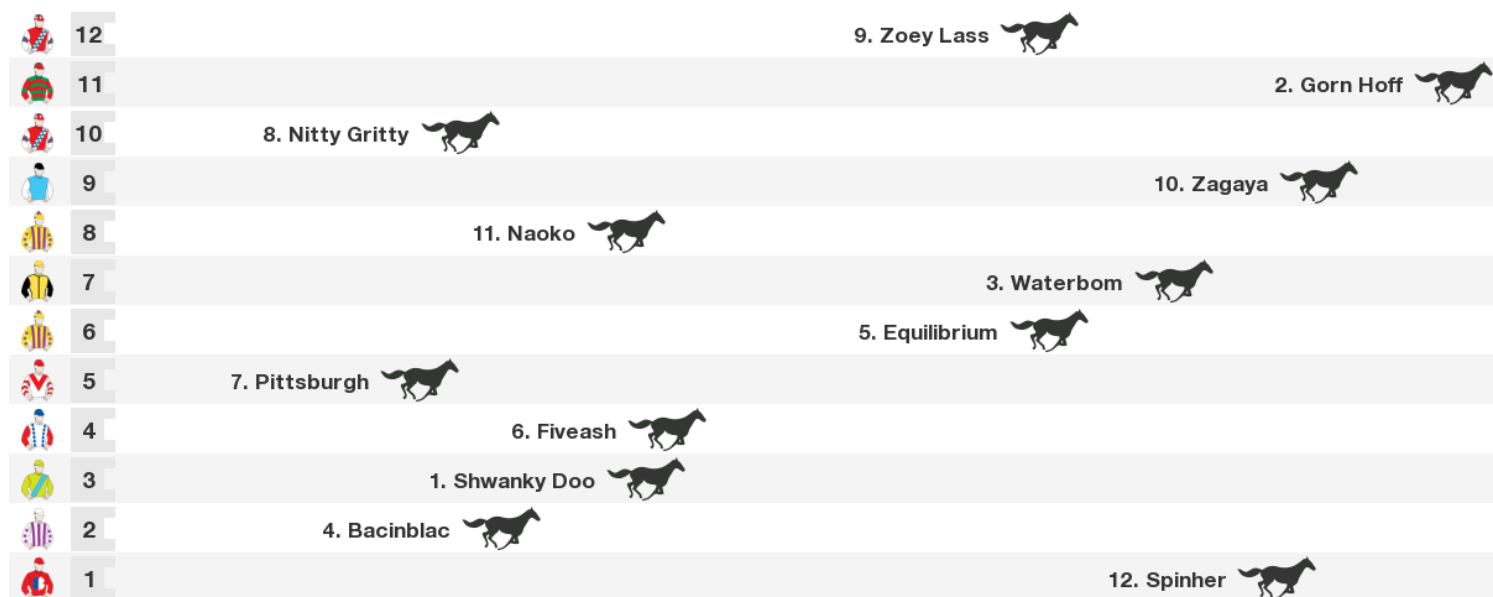 12 9. Zoey Lass
11 2. Gorn Hoff
10 8. Nitty Gritty
9 10. Zagaya
8 11. Naoko
7 3. Waterbom
6 5. Equilibrium
5 7. Pittsburgh
4 6. Fiveash
3 1. Shwanky Doo
2 4. Bacinblac
1 12. Spinher